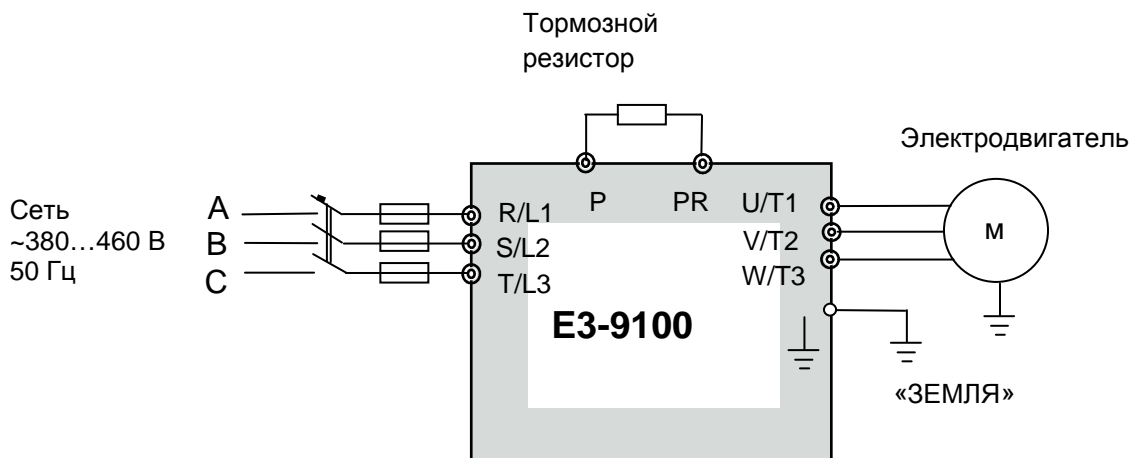 Тормозной
резистор
Электродвигатель
Сеть
~380…460 В
50 Гц
A
B
C
R/L1
S/L2
T/L3
P
PR
U/T1
V/T2
W/T3
М
E3-9100
«ЗЕМЛЯ»